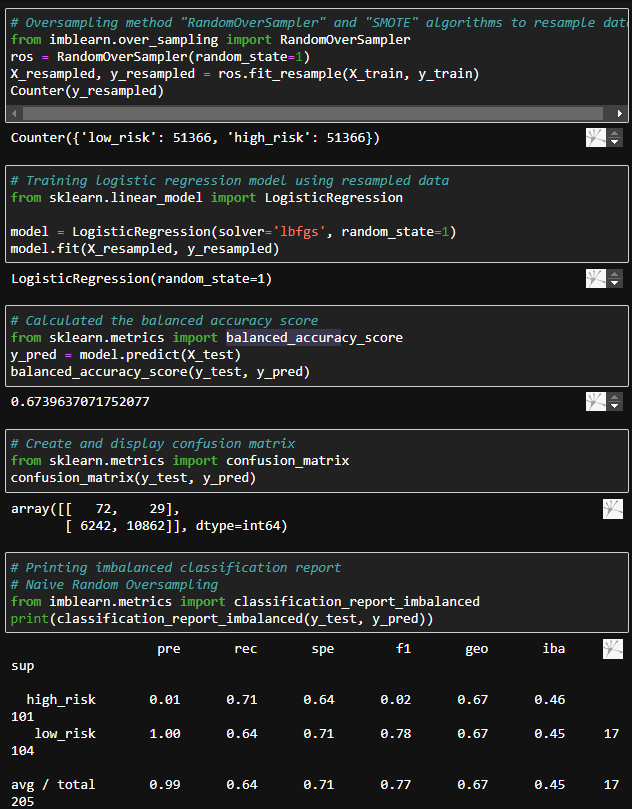 # Oversampling method "RandomOverSampler" and "SMOTE" algorithms to resample dat
from imblearn.over_sampling import RandomOverSampler
ros = RandomOverSampler(random_state=1)
X_resampled, y_resampled = ros.fit_resample(X_train, y_train)
Counter(y_resampled)
Counter({'low_risk': 51366, 'high_risk': 51366})
# Training logistic regression model using resampled data
from sklearn.linear_model import LogisticRegression
model = LogisticRegression(solver='lbfgs', random_state=1)
model.fit(X_resampled, y_resampled)
LogisticRegression(random_state=1)
# Calculated the balanced accuracy score
from sklearn.metrics import balanced_accuracy_score
y_pred = model.predict(X_test)
balanced_accuracy_score(y_test, y_pred)
0.6739637071752077
# Create and display confusion matrix
from sklearn.metrics import confusion_matrix
confusion_matrix(y_test, y_pred)
array([[   72,    29],
       [ 6242, 10862]], dtype=int64)
# Printing imbalanced classification report
# Naive Random Oversampling
from imblearn.metrics import classification_report_imbalanced
print(classification_report_imbalanced(y_test, y_pred))
pre rec spe f1 geo iba
sup
high_risk 0.01 0.71 0.64 0.02 0.67 0.46
101
low_risk 1.00 0.64 0.71 0.78 0.67 0.45 17
104
avg / total 0.99 0.64 0.71 0.77 0.67 0.45 17
205